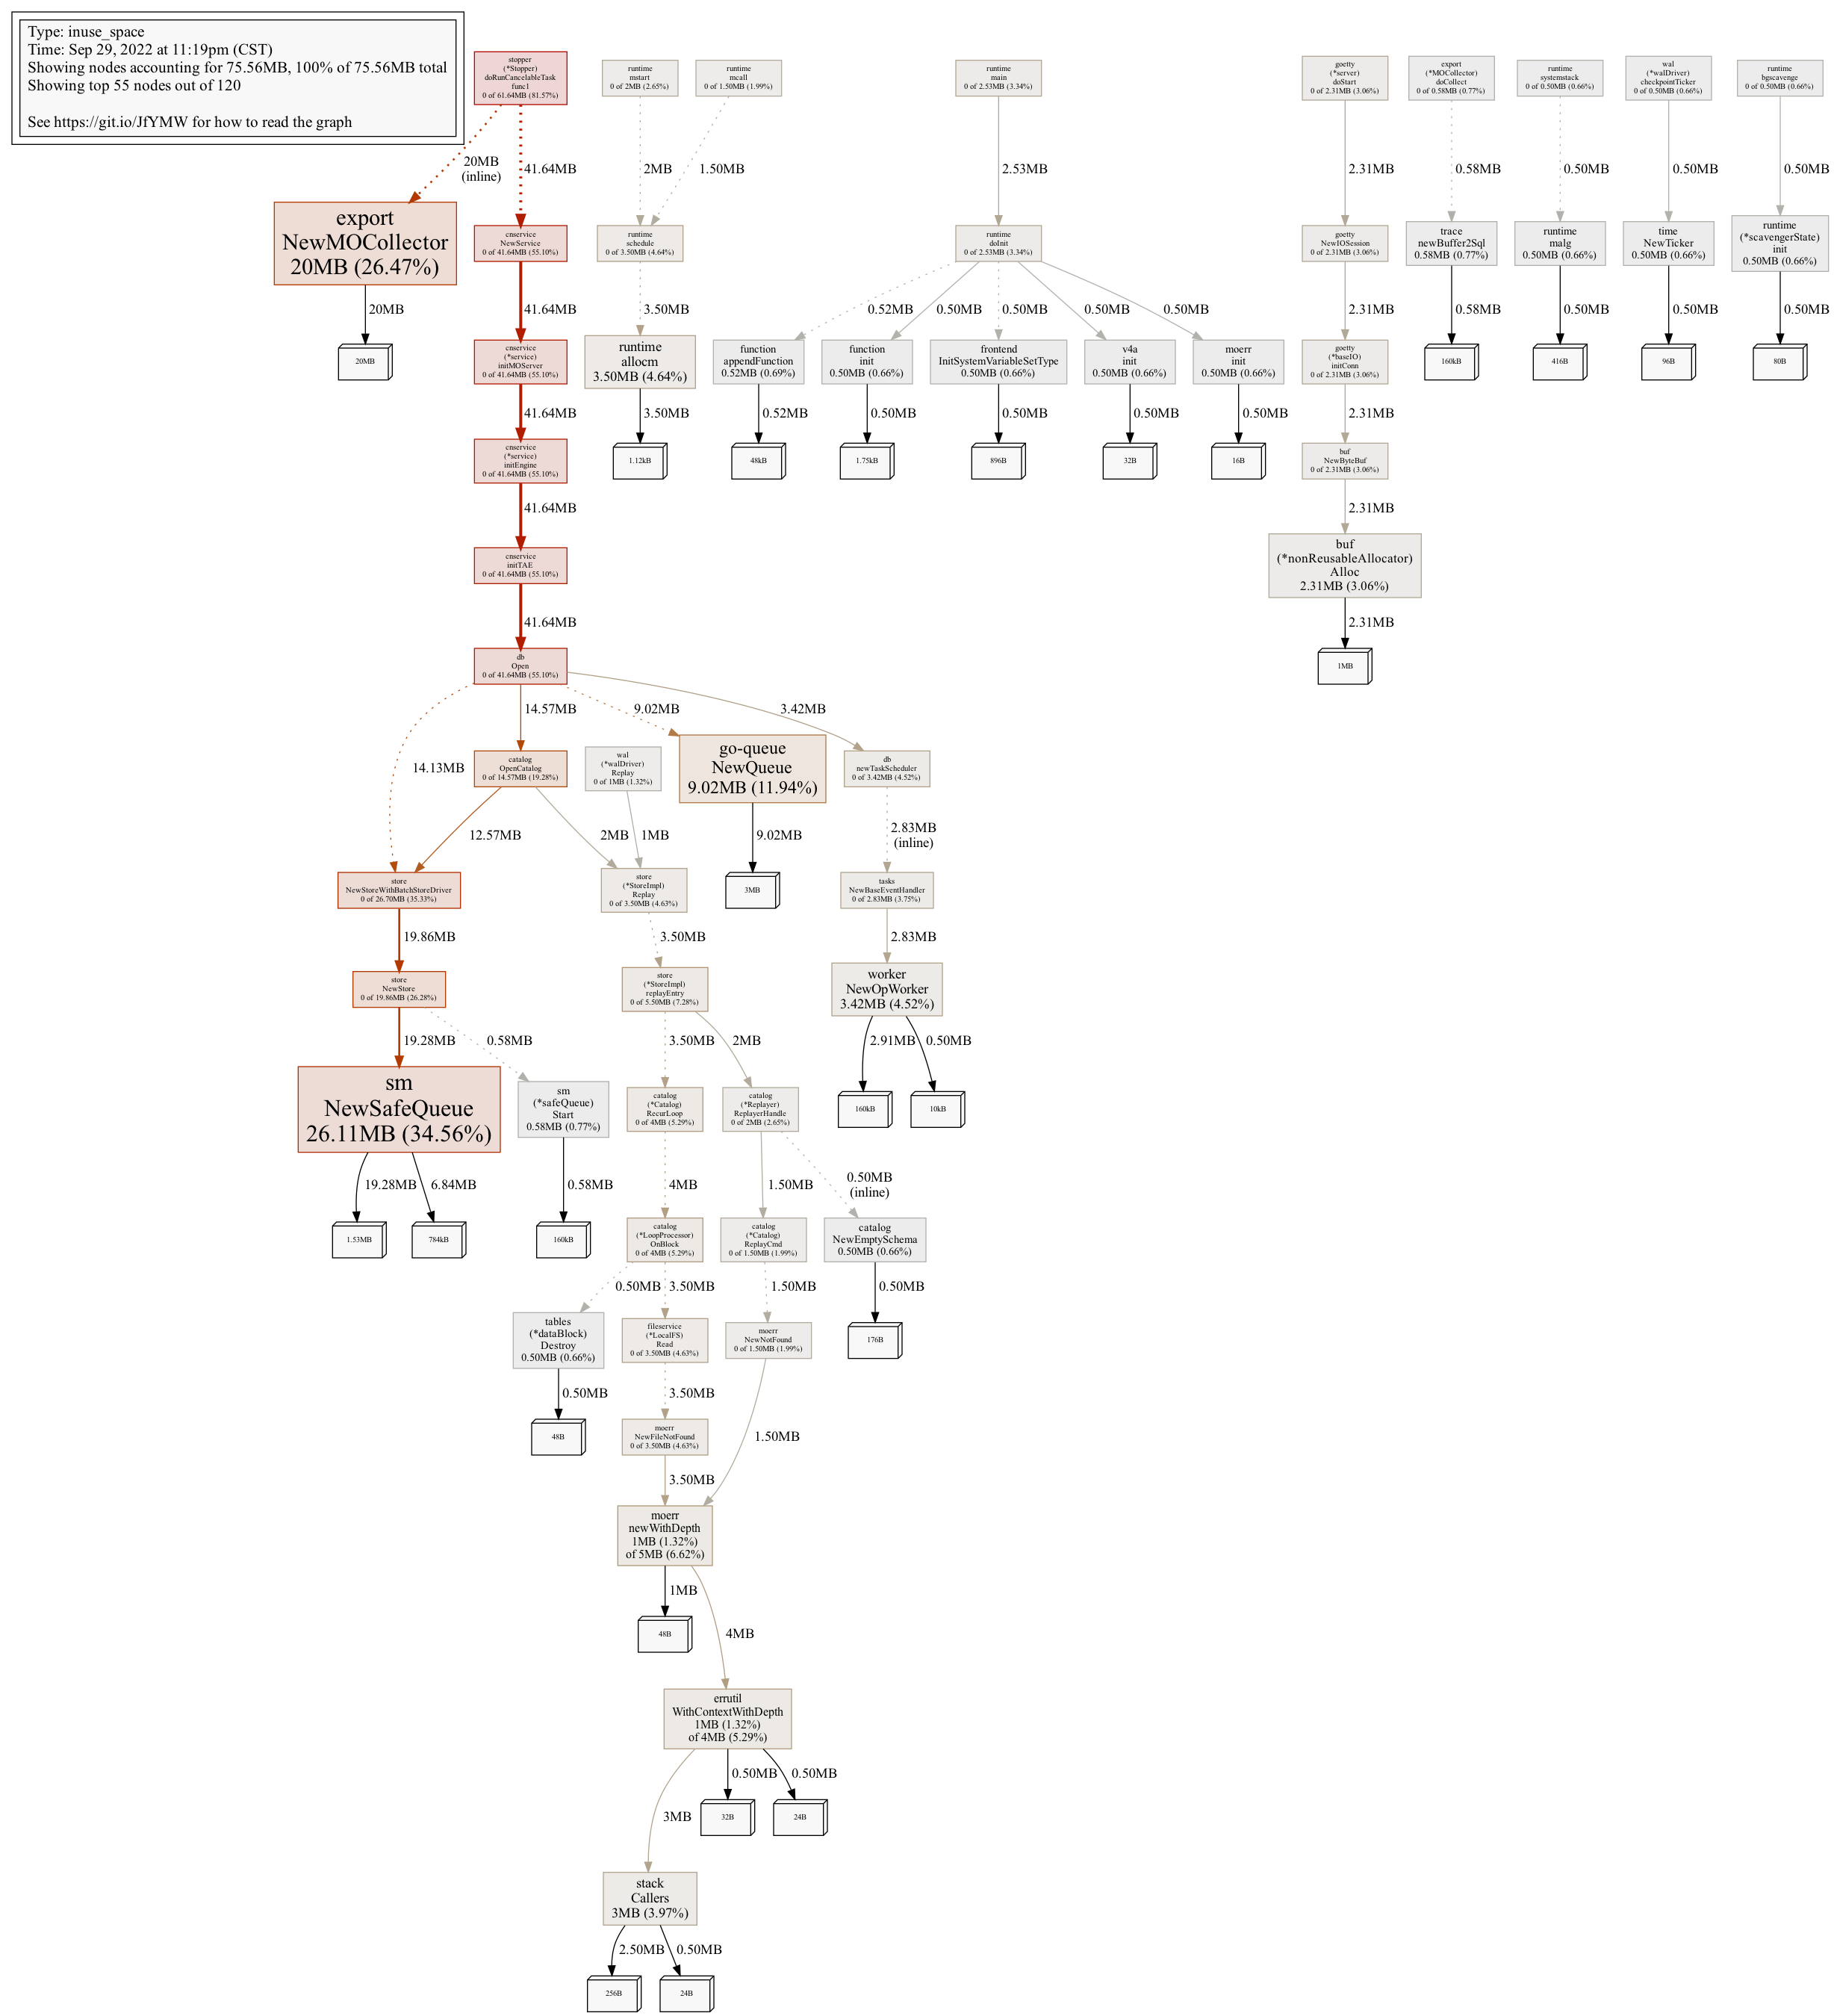 Type: inuse_space
Time: Sep 29, 2022 at 11:19pm (CST)
Showing nodes accounting for 75.56MB, 100% of 75.56MB total
Showing top 55 nodes out of 120
See https://git.io/JfYMW for how to read the graph
stopper
(*Stopper)
doRunCancelableTask
func1
0 of 61.64MB (81.57%)
runtime
mstart
0 of 2MB (2.65%)
runtime
mcall
0 of 1.50MB (1.99%)
runtime
main
0 of 2.53MB (3.34%)
goetty
(*server)
doStart
0 of 2.31MB (3.06%)
export
(*MOCollector)
doCollect
0 of 0.58MB (0.77%)
runtime
systemstack
0 of 0.50MB (0.66%)
wal
(*walDriver)
checkpointTicker
0 of 0.50MB (0.66%)
runtime
bgscavenge
0 of 0.50MB (0.66%)
20MB
(inline)
41.64MB
2MB
1.50MB
2.53MB
2.31MB
0.58MB
0.50MB
0.50MB
0.50MB
export
NewMOCollector
20MB (26.47%)
cnservice
NewService
0 of 41.64MB (55.10%)
runtime
schedule
0 of 3.50MB (4.64%)
runtime
doInit
0 of 2.53MB (3.34%)
goetty
NewIOSession
0 of 2.31MB (3.06%)
trace
newBuffer2Sql
0.58MB (0.77%)
runtime
malg
0.50MB (0.66%)
time
NewTicker
0.50MB (0.66%)
runtime
(*scavengerState)
init
0.50MB (0.66%)
20MB
41.64MB
3.50MB
0.52MB
0.50MB
0.50MB
0.50MB
0.50MB
2.31MB
0.58MB
0.50MB
0.50MB
0.50MB
20MB
cnservice
(*service)
initMOServer
0 of 41.64MB (55.10%)
runtime
allocm
3.50MB (4.64%)
function
appendFunction
0.52MB (0.69%)
function
init
0.50MB (0.66%)
frontend
InitSystemVariableSetType
0.50MB (0.66%)
v4a
init
0.50MB (0.66%)
moerr
init
0.50MB (0.66%)
goetty
(*baseIO)
initConn
0 of 2.31MB (3.06%)
160kB
416B
96B
80B
41.64MB
3.50MB
0.52MB
0.50MB
0.50MB
0.50MB
0.50MB
2.31MB
cnservice
(*service)
initEngine
0 of 41.64MB (55.10%)
1.12kB
48kB
1.75kB
896B
32B
16B
buf
NewByteBuf
0 of 2.31MB (3.06%)
41.64MB
2.31MB
cnservice
initTAE
0 of 41.64MB (55.10%)
buf
(*nonReusableAllocator)
Alloc
2.31MB (3.06%)
41.64MB
2.31MB
db
Open
0 of 41.64MB (55.10%)
1MB
14.13MB
14.57MB
9.02MB
3.42MB
catalog
OpenCatalog
0 of 14.57MB (19.28%)
wal
(*walDriver)
Replay
0 of 1MB (1.32%)
go-queue
NewQueue
9.02MB (11.94%)
db
newTaskScheduler
0 of 3.42MB (4.52%)
12.57MB
2MB
1MB
9.02MB
2.83MB
(inline)
store
NewStoreWithBatchStoreDriver
0 of 26.70MB (35.33%)
store
(*StoreImpl)
Replay
0 of 3.50MB (4.63%)
3MB
tasks
NewBaseEventHandler
0 of 2.83MB (3.75%)
19.86MB
3.50MB
2.83MB
store
NewStore
0 of 19.86MB (26.28%)
store
(*StoreImpl)
replayEntry
0 of 5.50MB (7.28%)
worker
NewOpWorker
3.42MB (4.52%)
19.28MB
0.58MB
3.50MB
2MB
2.91MB
0.50MB
sm
NewSafeQueue
26.11MB (34.56%)
sm
(*safeQueue)
Start
0.58MB (0.77%)
catalog
(*Catalog)
RecurLoop
0 of 4MB (5.29%)
catalog
(*Replayer)
ReplayerHandle
0 of 2MB (2.65%)
160kB
10kB
19.28MB
6.84MB
0.58MB
4MB
1.50MB
0.50MB
(inline)
1.53MB
784kB
160kB
catalog
(*LoopProcessor)
OnBlock
0 of 4MB (5.29%)
catalog
(*Catalog)
ReplayCmd
0 of 1.50MB (1.99%)
catalog
NewEmptySchema
0.50MB (0.66%)
0.50MB
3.50MB
1.50MB
0.50MB
tables
(*dataBlock)
Destroy
0.50MB (0.66%)
fileservice
(*LocalFS)
Read
0 of 3.50MB (4.63%)
moerr
NewNotFound
0 of 1.50MB (1.99%)
176B
0.50MB
3.50MB
1.50MB
48B
moerr
NewFileNotFound
0 of 3.50MB (4.63%)
3.50MB
moerr
newWithDepth
1MB (1.32%)
of 5MB (6.62%)
1MB
4MB
48B
errutil
WithContextWithDepth
1MB (1.32%)
of 4MB (5.29%)
3MB
0.50MB
0.50MB
32B
24B
stack
Callers
3MB (3.97%)
2.50MB
0.50MB
256B
24B